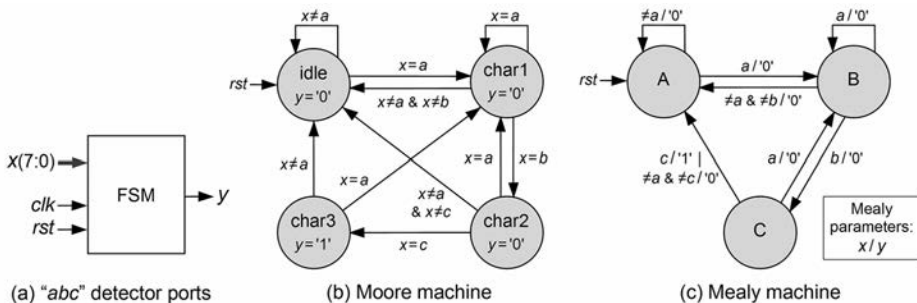 x(7:0)
clk
rst
FSM
y
(a) "abc" detector ports
x≠a
x=a
rst
idle
y='0'
x=a
char1
y='0'
x≠a & x≠b
x≠a
x=a
x≠a
& x≠c
x=a
x=b
char3
y='1'
x=c
char2
y='0'
(b) Moore machine
≠a/'0'
a/'0'
rst
A
a/'0'
B
≠a & ≠b/'0'
c/'1' |
≠a & ≠c/'0'
a/'0'
b/'0'
C
Mealy
parameters:
x/y
(c) Mealy machine